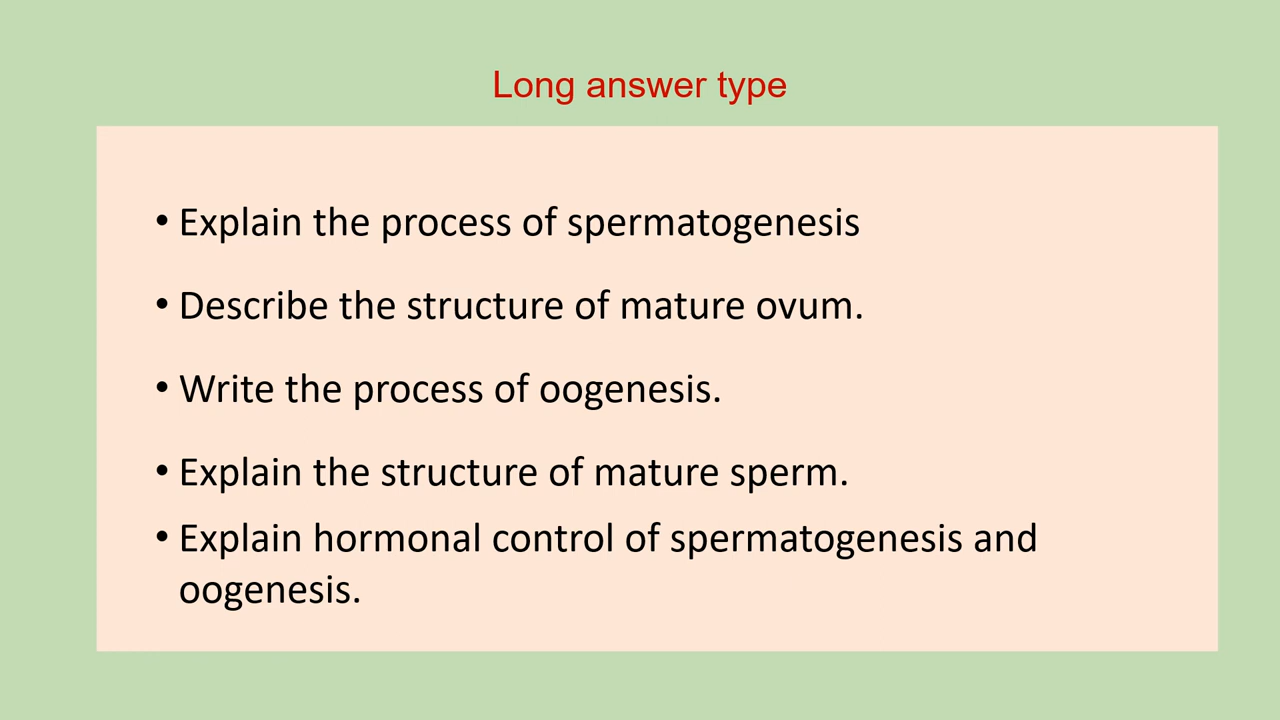 Long answer type
• Explain the process of spermatogenesis
• Describe the structure of mature ovum.
• Write the process of oogenesis.
• Explain the structure of mature sperm.
• Explain hormonal control of spermatogenesis and
oogenesis.